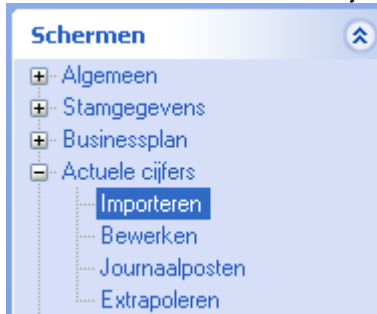 Schermen
Algemeen
Stamgegevens
Businessplan
Actuele cijfers
Importeren
Bewerken
Journaalposten
Extrapoleren